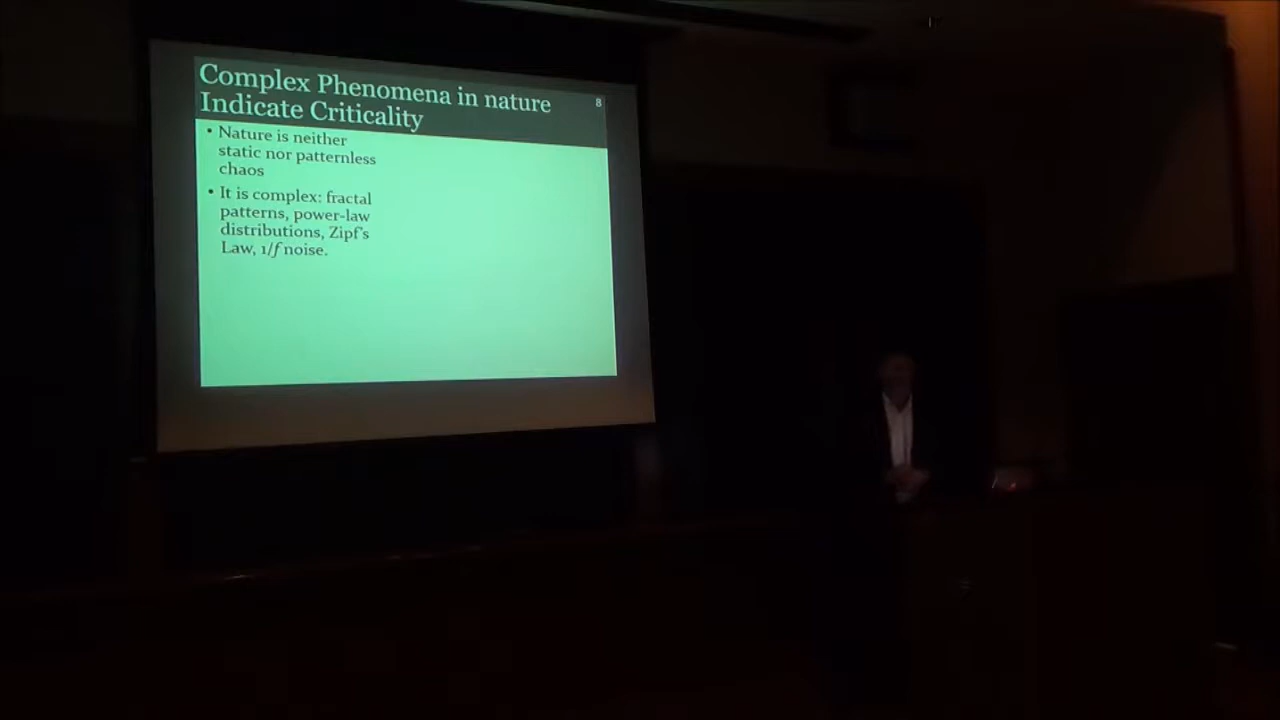 Complex Phenomena in nature
Indicate Criticality
8
• Nature is neither
static nor patternless
chaos
• It is complex: fractal
patterns, power-law
distributions, Zipf's
Law, 1/f noise.